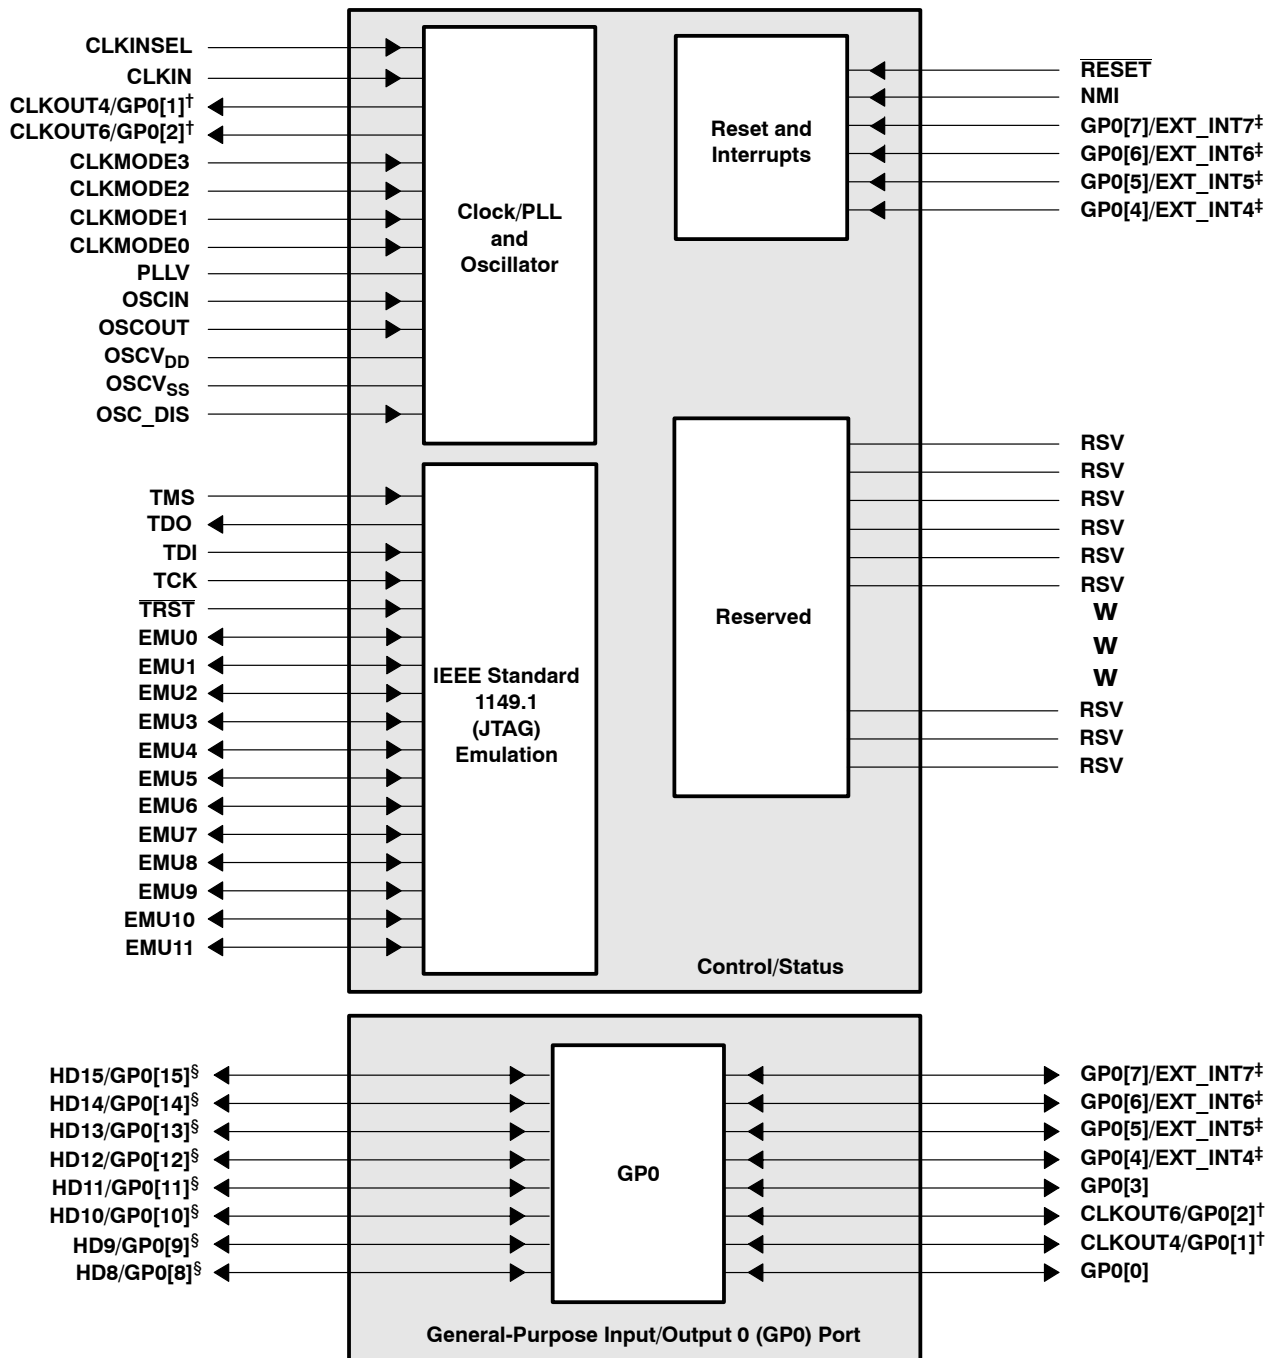 CLKINSEL
CLKIN
CLKOUT4/GP0[1]†
CLKOUT6/GP0[2]†
CLKMODE3
CLKMODE2
CLKMODE1
CLKMODE0
PLLV
OSCIN
OSCOUT
OSCVDD
OSCVSS
OSC_DIS
Clock/PLL
and
Oscillator
Reset and
Interrupts
RESET
NMI
GP0[7]/EXT_INT7‡
GP0[6]/EXT_INT6‡
GP0[5]/EXT_INT5‡
GP0[4]/EXT_INT4‡
TMS
TDO
TDI
TCK
TRST
EMU0
EMU1
EMU2
EMU3
EMU4
EMU5
EMU6
EMU7
EMU8
EMU9
EMU10
EMU11
IEEE Standard
1149.1
(JTAG)
Emulation
Reserved
RSV
RSV
RSV
RSV
RSV
RSV
W
W
W
RSV
RSV
RSV
Control/Status
HD15/GP0[15]§
HD14/GP0[14]§
HD13/GP0[13]§
HD12/GP0[12]§
HD11/GP0[11]§
HD10/GP0[10]§
HD9/GP0[9]§
HD8/GP0[8]§
GP0
GP0[7]/EXT_INT7‡
GP0[6]/EXT_INT6‡
GP0[5]/EXT_INT5‡
GP0[4]/EXT_INT4‡
GP0[3]
CLKOUT6/GP0[2]†
CLKOUT4/GP0[1]†
GP0[0]
General-Purpose Input/Output 0 (GP0) Port